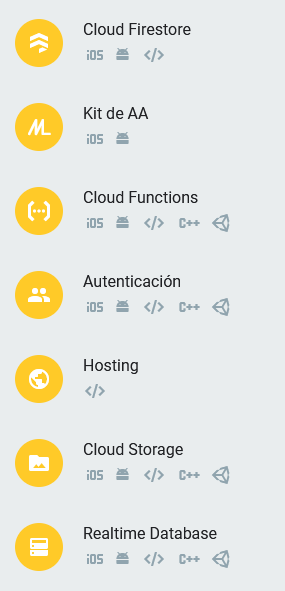 Cloud Firestore
iOS </>
Kit de AA
iOS
Cloud Functions
iOS </> C++
Autenticación
iOS </> C++
Hosting
</>
Cloud Storage
iOS </> C++
Realtime Database
iOS </> C++